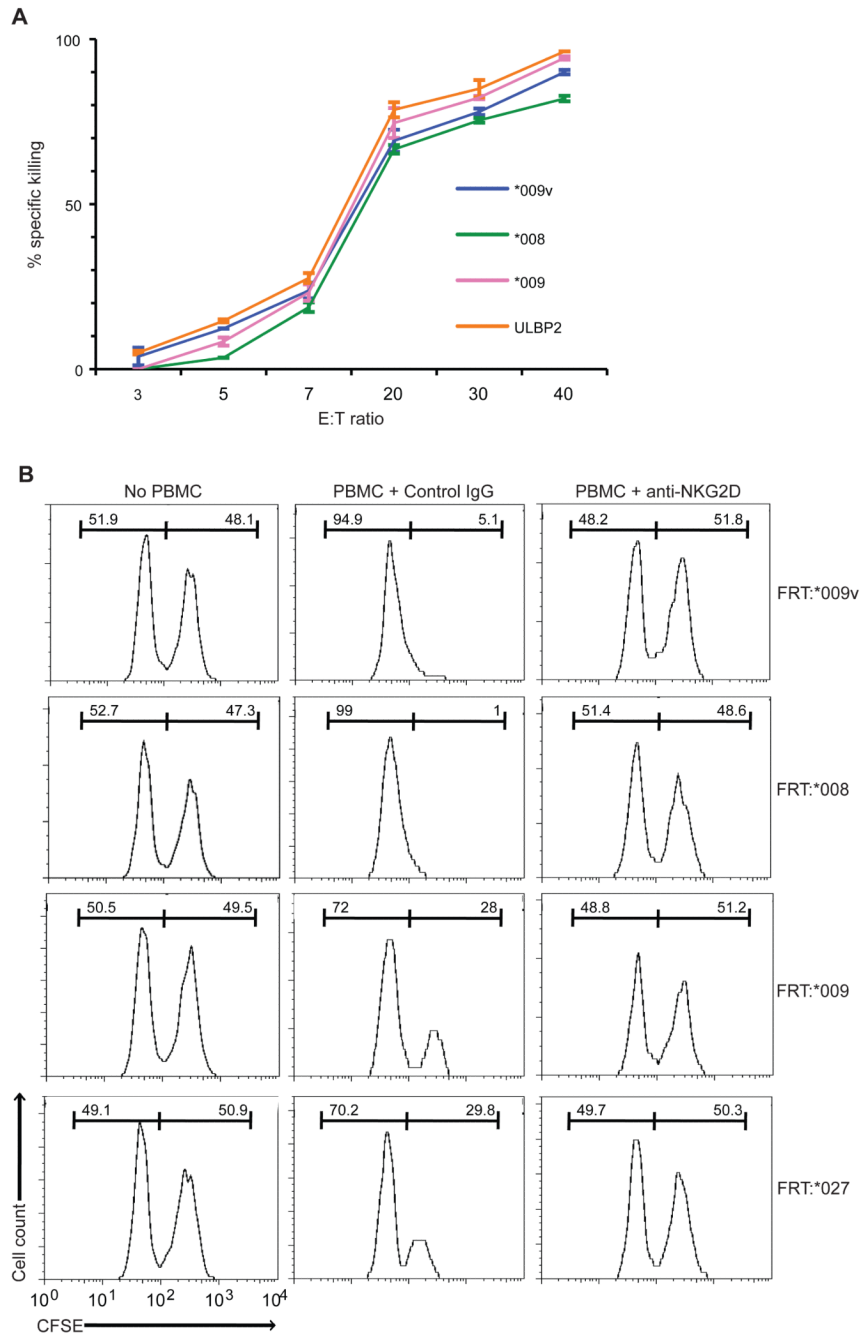 A
100
50
0
% specific killing
3 5 7 20 30 40
E:T ratio
*009v
*008
*009
ULBP2
B
No PBMC PBMC + Control IgG PBMC + anti-NKG2D
51.9 48.1 94.9 5.1 48.2 51.8
FRT:*009v
52.7 47.3 99 1 51.4 48.6
FRT:*008
50.5 49.5 72 28 48.8 51.2
FRT:*009
49.1 50.9 70.2 29.8 49.7 50.3
FRT:*027
Cell count
10⁰ 10¹ 10² 10³ 10⁴
CFSE